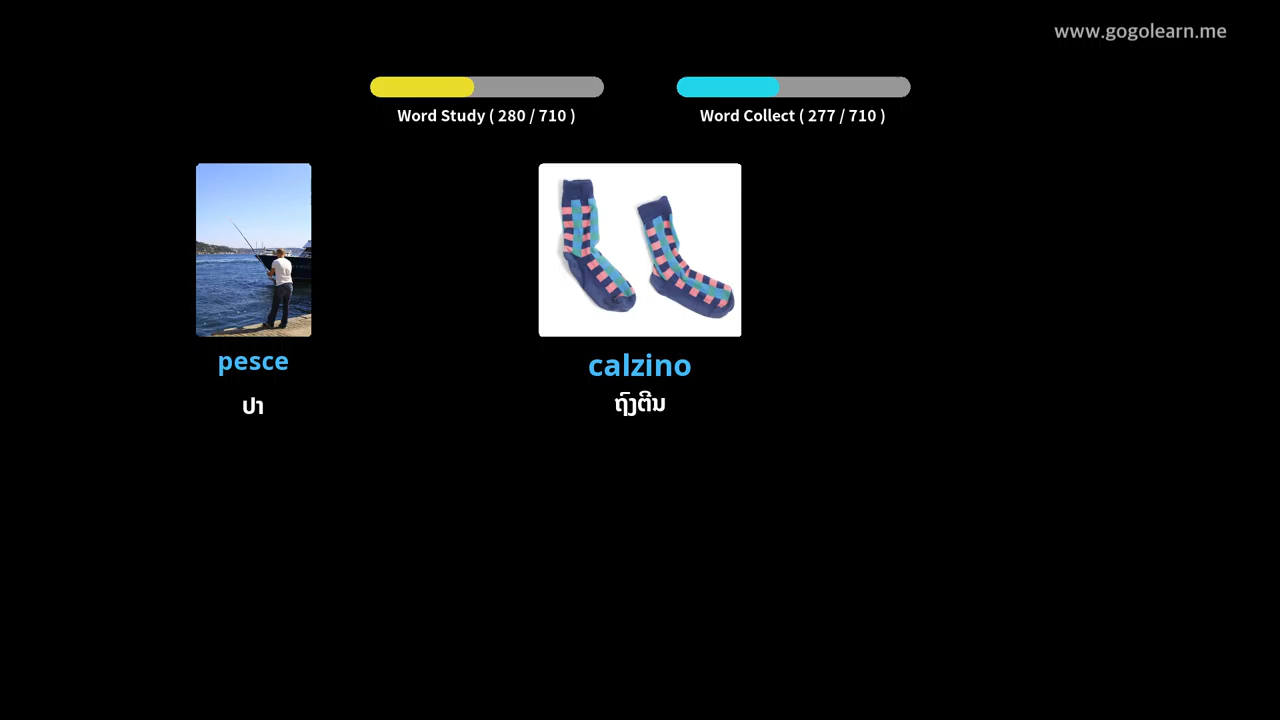 www.gogolearn.me
Word Study ( 280 / 710 )
Word Collect ( 277 / 710 )
pesce
ປາ
calzino
ຖົງຕີນ